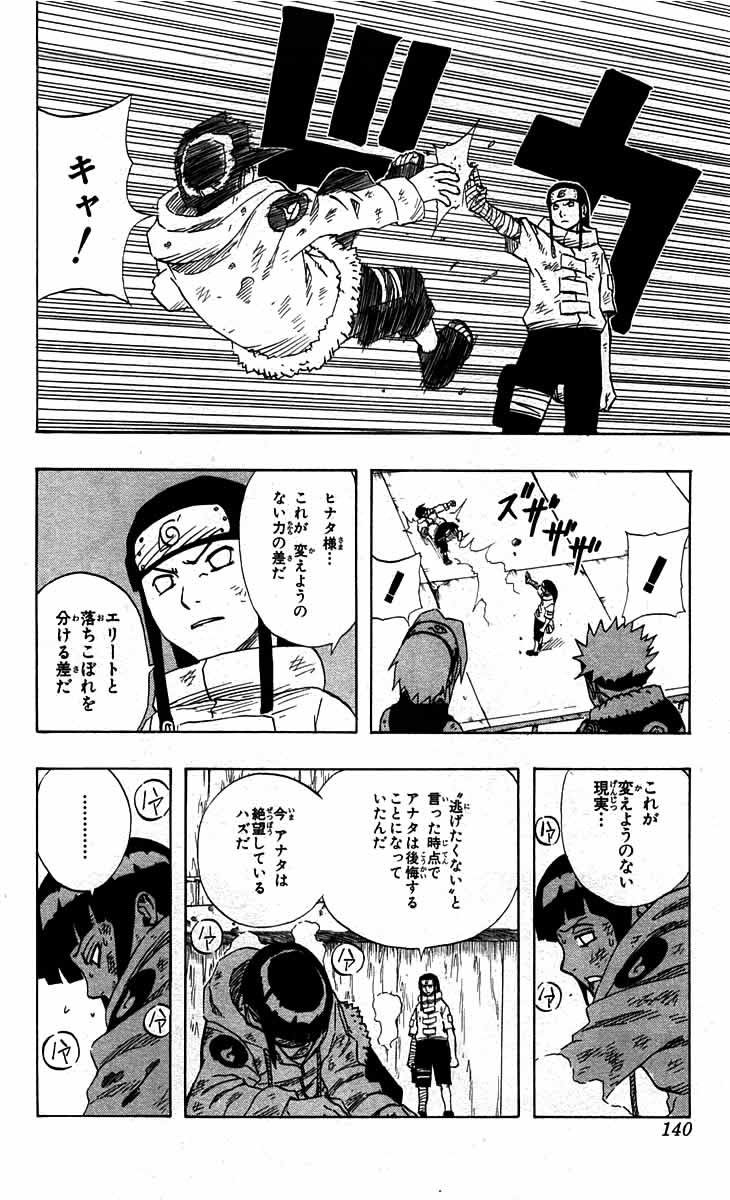 キャ！
ドカ
ズザザ
！
！
ヒナタ様…
これが変えようの
ない力の差だ
エリートと
落ちこぼれを
分ける差だ
これが
変えようのない
現実…
ハァ
ハァ
“逃げたくない”と
言った時点で
アナタは後悔する
ことになって
いたんだ
今アナタは
絶望している
ハズだ
ハァ
ハァ
…………
ハァ
ハァ
ハァ
140